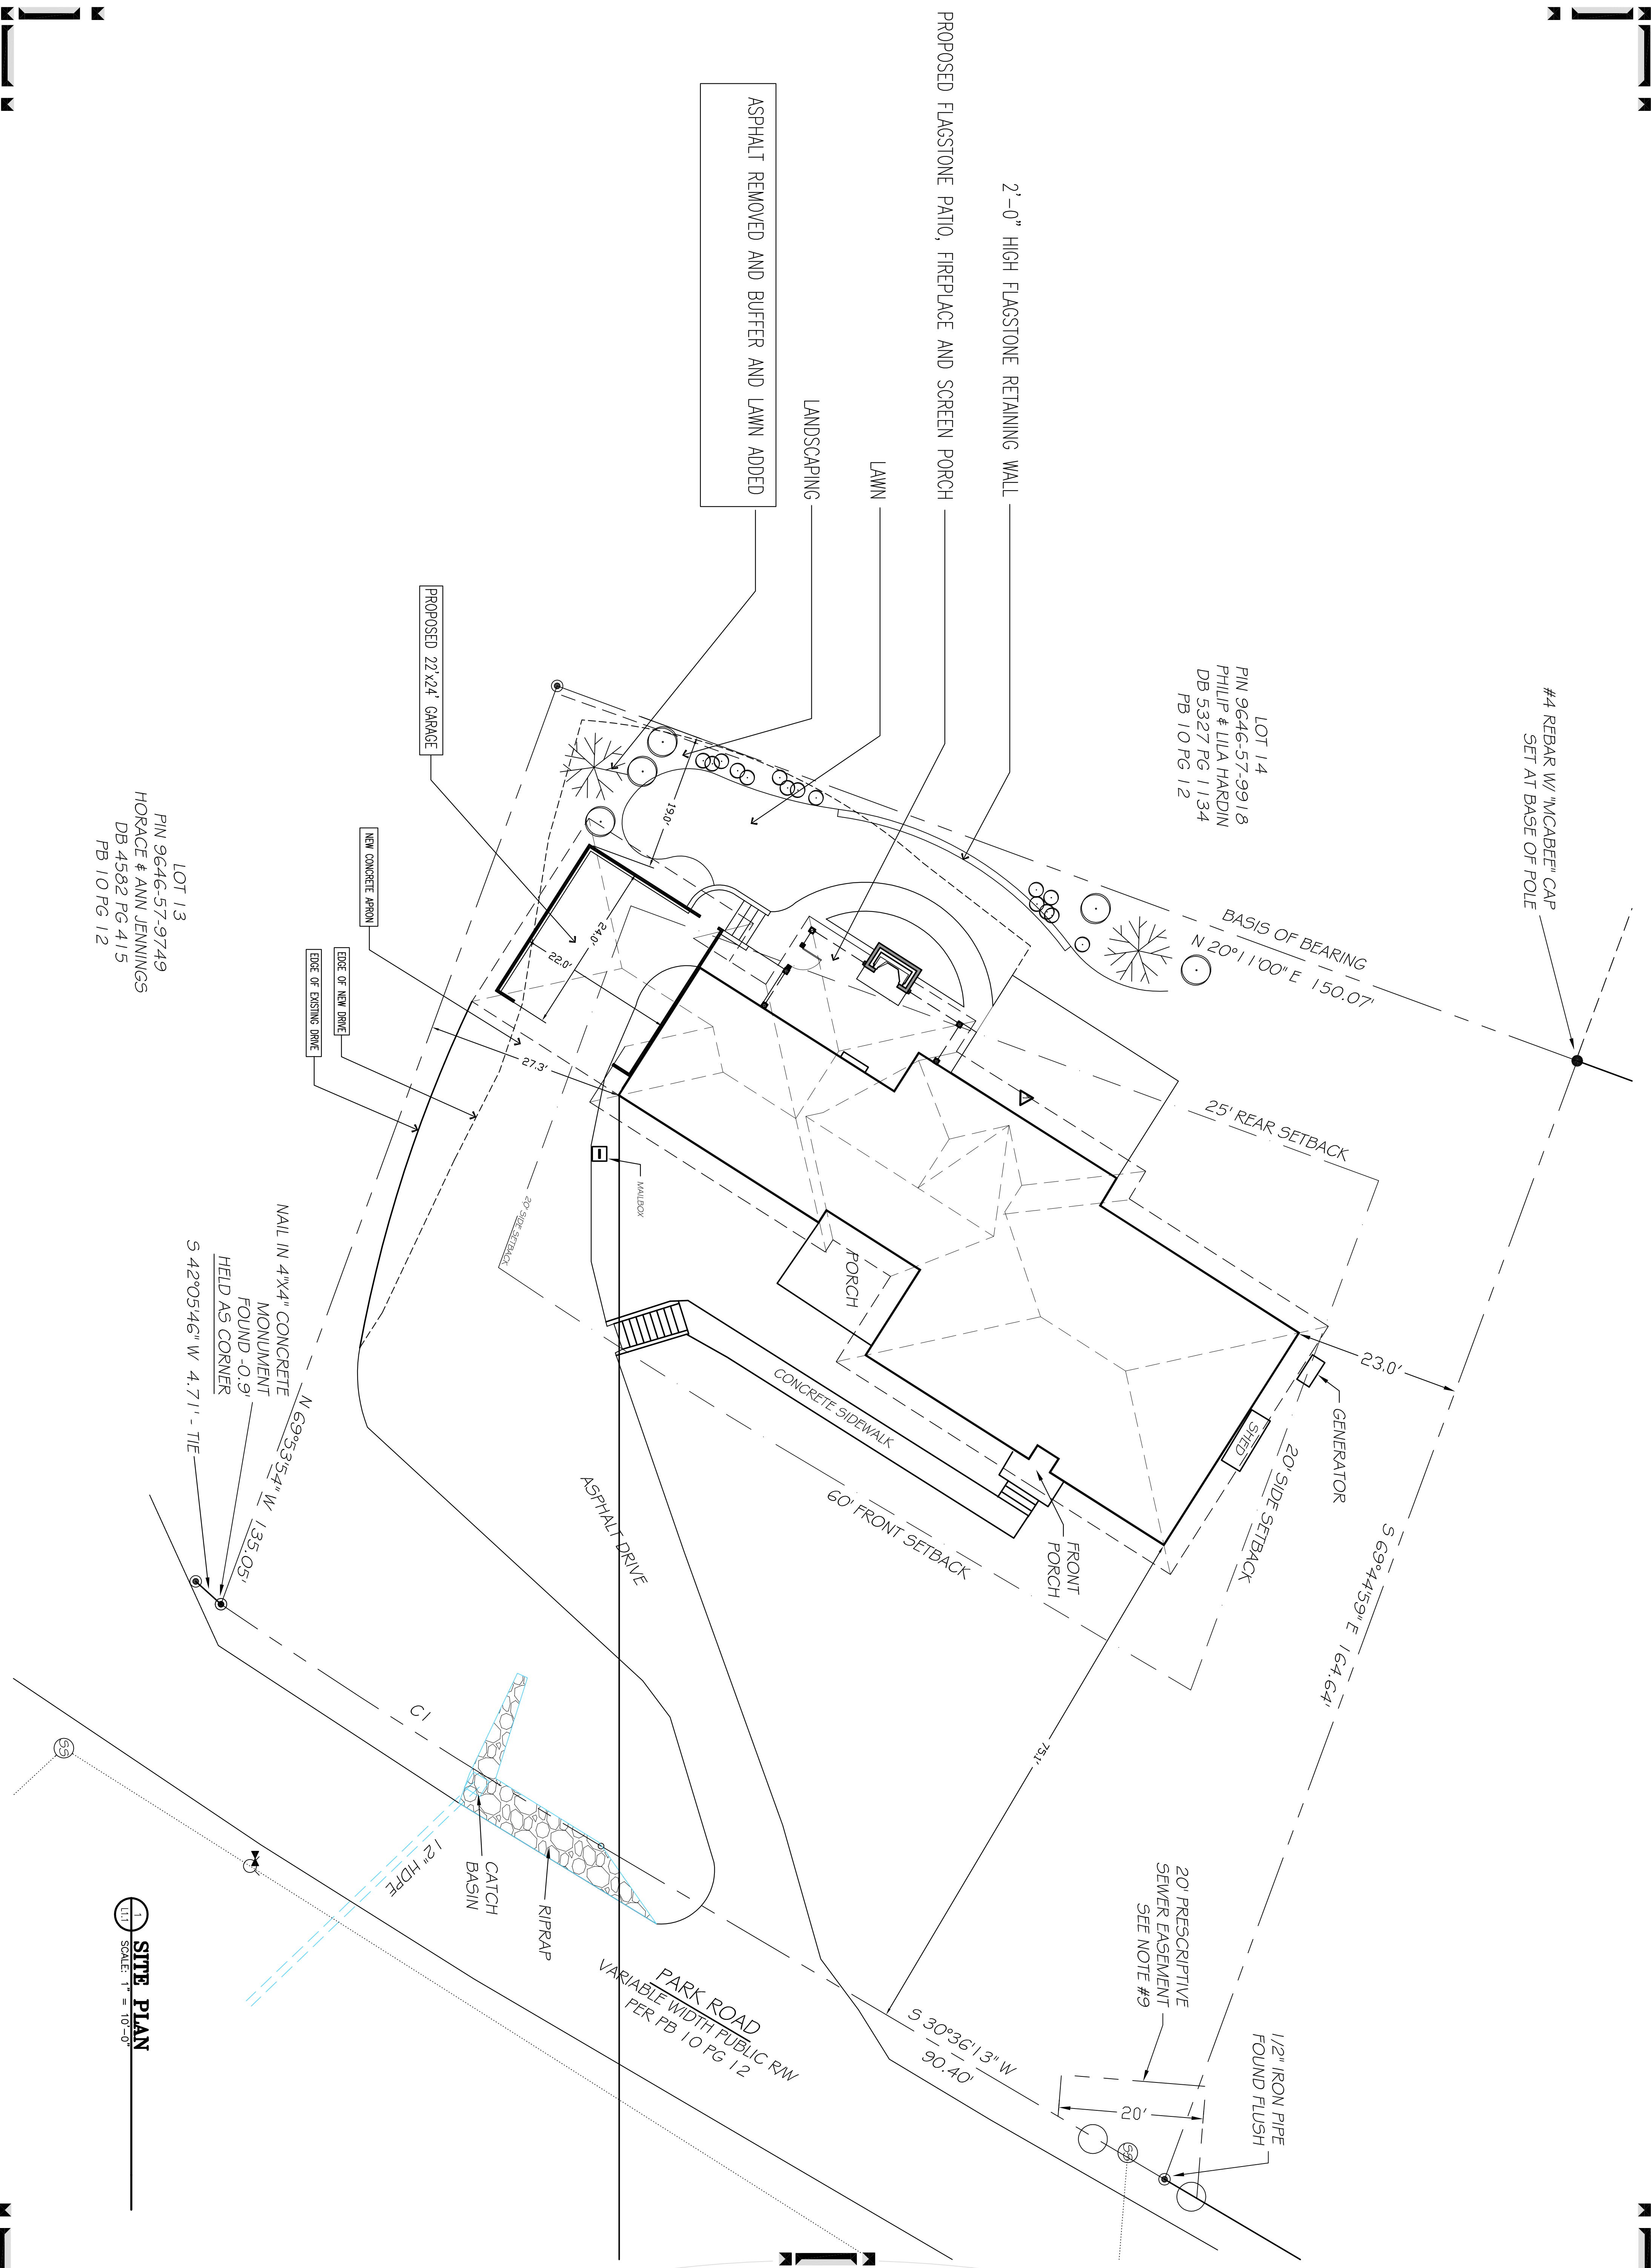 #4 REBAR W/ "MCABEE" CAP
SET AT BASE OF POLE
LOT 14
PIN 9646-57-9918
PHILIP & LILA HARDIN
DB 5327 PG 1134
PB 10 PG 12
BASIS OF BEARING
N 20°11'00" E 150.07'
2'-0" HIGH FLAGSTONE RETAINING WALL
PROPOSED FLAGSTONE PATIO, FIREPLACE AND SCREEN PORCH
LAWN
LANDSCAPING
ASPHALT REMOVED AND BUFFER AND LAWN ADDED
PROPOSED 22'x24' GARAGE
NEW CONCRETE APRON
EDGE OF NEW DRIVE
EDGE OF EXISTING DRIVE
LOT 13
PIN 9646-57-9749
HORACE & ANN JENNINGS
DB 4582 PG 415
PB 10 PG 12
19.0'
24.0'
22.0'
27.3'
25' REAR SETBACK
23.0'
GENERATOR
SHED
20' SIDE SETBACK
S 69°44'59" E 164.64'
PORCH
MAILBOX
20' SIDE SETBACK
CONCRETE SIDEWALK
FRONT
PORCH
60' FRONT SETBACK
75.1'
ASPHALT DRIVE
NAIL IN 4"X4" CONCRETE
MONUMENT
FOUND -0.9'
HELD AS CORNER
S 42°05'46" W 4.71' - TIE
N 69°53'54" W 135.05'
C1
CATCH
BASIN
RIPRAP
12" HDPE
20' PRESCRIPTIVE
SEWER EASEMENT
SEE NOTE #9
1/2" IRON PIPE
FOUND FLUSH
20'
SS
S 30°36'13" W
90.40'
PARK ROAD
VARIABLE WIDTH PUBLIC R/W
PER PB 10 PG 12
SS
1
L1.1
SITE PLAN
SCALE: 1" = 10'-0"